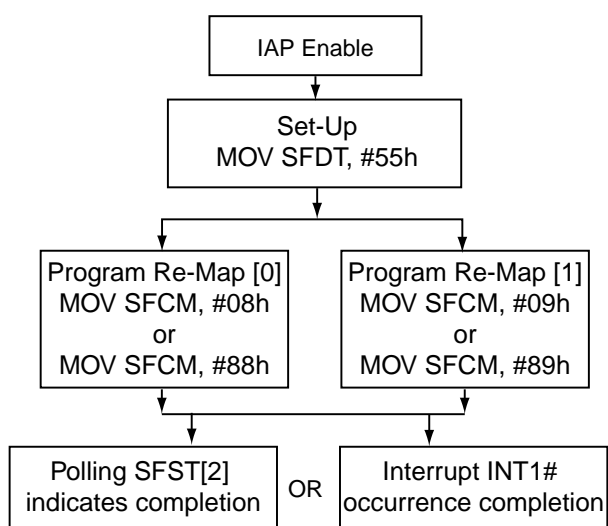 IAP Enable
Set-Up
MOV SFDT, #55h
Program Re-Map [0]
MOV SFCM, #08h
or
MOV SFCM, #88h
Program Re-Map [1]
MOV SFCM, #09h
or
MOV SFCM, #89h
Polling SFST[2]
indicates completion
OR
Interrupt INT1#
occurrence completion